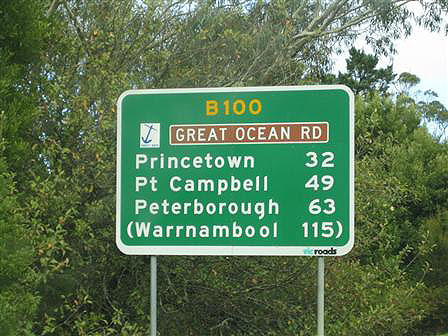 B100
GREAT OCEAN RD
Princetown 32
Pt Campbell 49
Peterborough 63
(Warrnambool 115)
vicroads